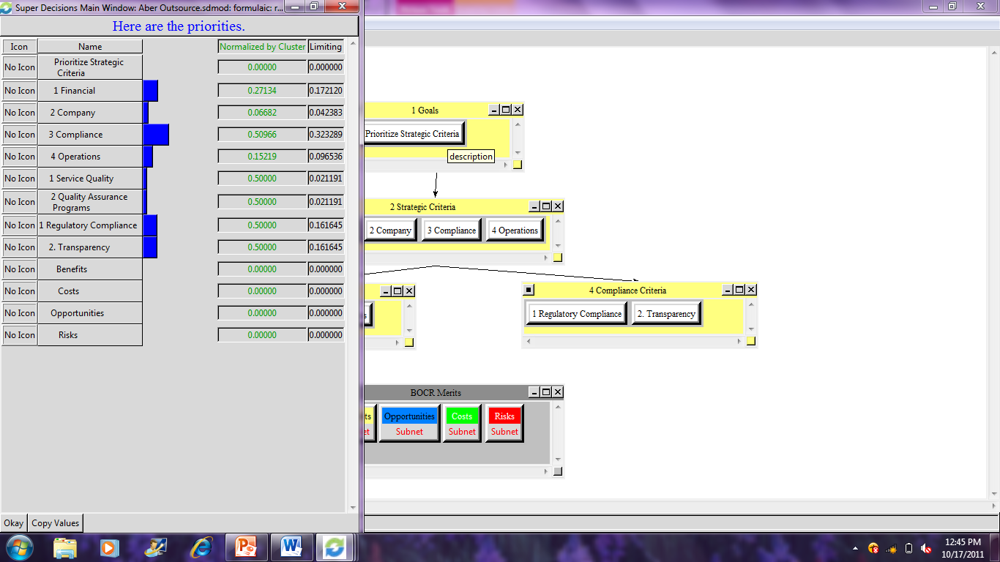 Super Decisions Main Window: Aber Outsource.sdmod: formulaic: r...
Here are the priorities.
Icon Name Normalized by Cluster Limiting
No Icon Prioritize Strategic Criteria 0.00000 0.000000
No Icon 1 Financial 0.27134 0.172120
No Icon 2 Company 0.06682 0.042383
No Icon 3 Compliance 0.50966 0.323289
No Icon 4 Operations 0.15219 0.096536
No Icon 1 Service Quality 0.50000 0.021191
No Icon 2 Quality Assurance Programs 0.50000 0.021191
No Icon 1 Regulatory Compliance 0.50000 0.161645
No Icon 2. Transparency 0.50000 0.161645
No Icon Benefits 0.00000 0.000000
No Icon Costs 0.00000 0.000000
No Icon Opportunities 0.00000 0.000000
No Icon Risks 0.00000 0.000000
Okay Copy Values
1 Goals
Prioritize Strategic Criteria
description
2 Strategic Criteria
2 Company 3 Compliance 4 Operations
4 Compliance Criteria
s 1 Regulatory Compliance 2. Transparency
BOCR Merits
ts Opportunities Costs Risks
et Subnet Subnet Subnet
12:45 PM
10/17/2011